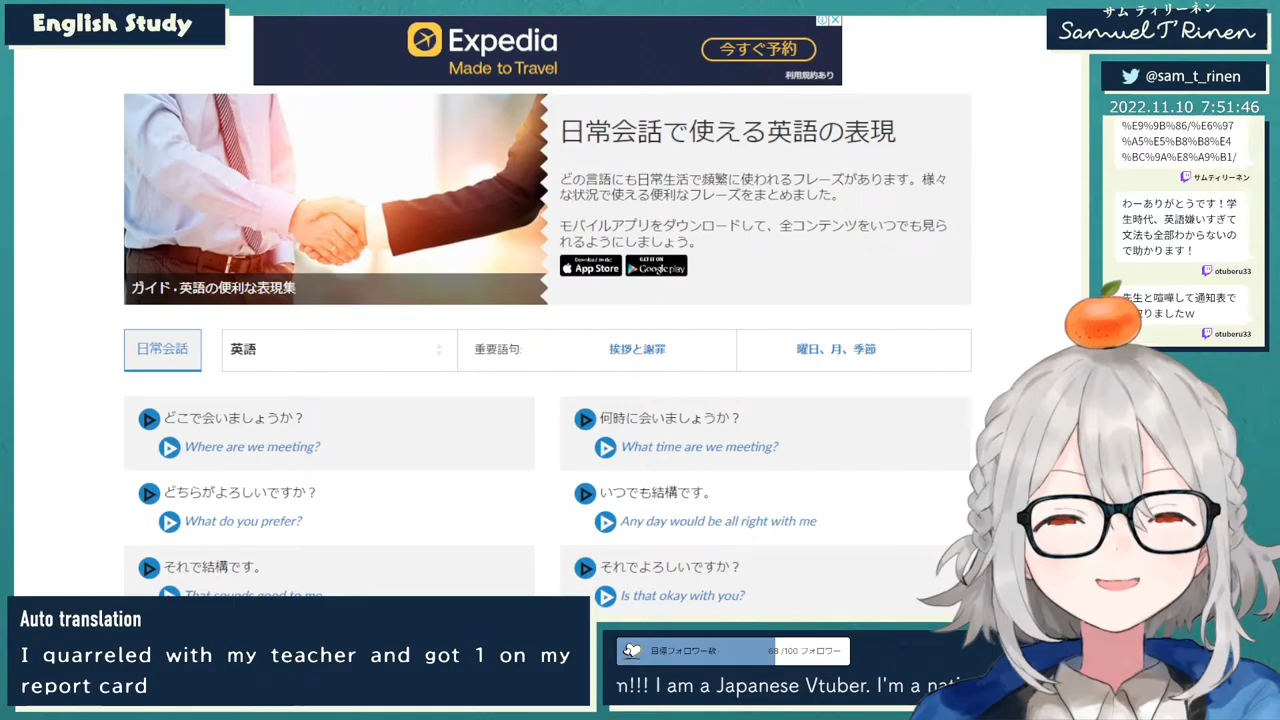 English Study
Expedia
Made to Travel
今すぐ予約
利用規約あり
サム ティリーネン
Samuel T'Rinen
@sam_t_rinen
2022.11.10 7:51:46
%E9%9B%86/%E6%97
%A5%E5%B8%B8%E4
%BC%9A%E8%A9%B1/
サムティリーネン
わーありがとうです！学
生時代、英語嫌いすぎて
文法も全部わからないの
で助かります！
otuberu33
先生と喧嘩して通知表で
取りましたw
otuberu33
日常会話で使える英語の表現
どの言語にも日常生活で頻繁に使われるフレーズがあります。様々
な状況で使える便利なフレーズをまとめました。
モバイルアプリをダウンロードして、全コンテンツをいつでも見ら
れるようにしましょう。
Download on the
App Store
GET IT ON
Google play
ガイド・英語の便利な表現集
日常会話
英語
重要語句:
挨拶と謝罪
曜日、月、季節
どこで会いましょうか？
Where are we meeting?
何時に会いましょうか？
What time are we meeting?
どちらがよろしいですか？
What do you prefer?
いつでも結構です。
Any day would be all right with me
それで結構です。
That sounds good to me
それでよろしいですか？
Is that okay with you?
Auto translation
I quarreled with my teacher and got 1 on my
report card
目標フォロワー数
68 /100 フォロワー
m!!! I am a Japanese Vtuber. I'm a nati